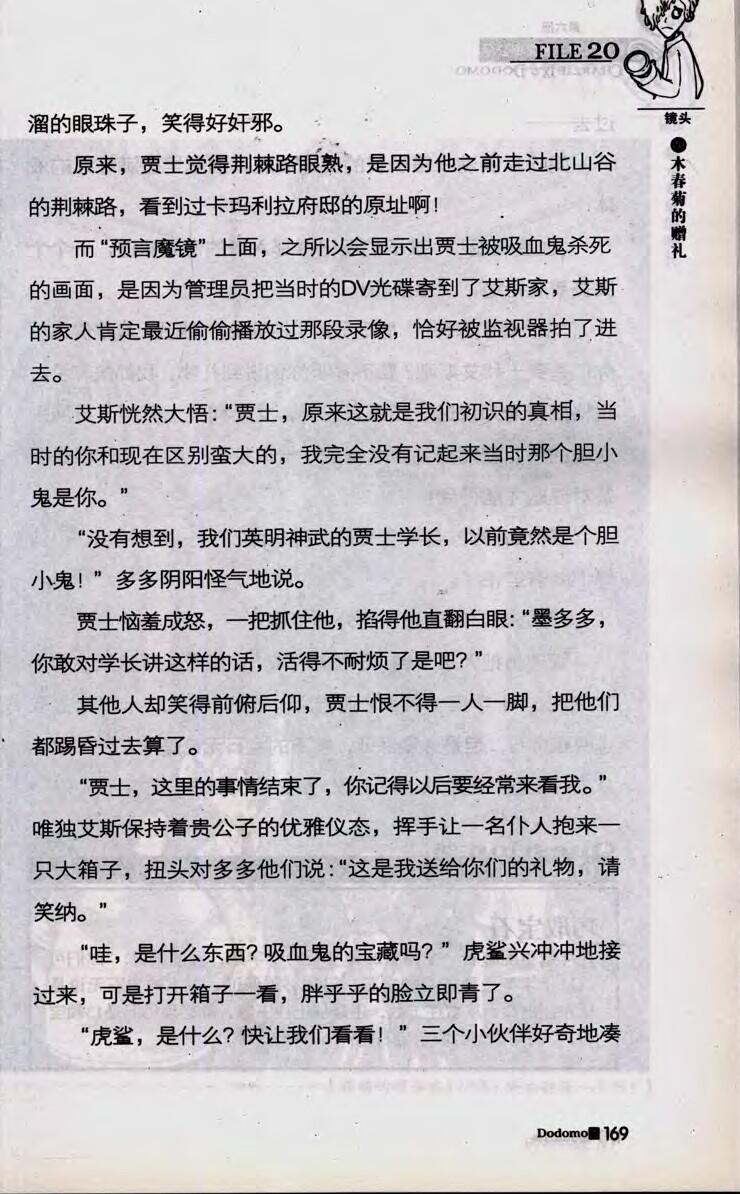 FILE 20
镜头
木春菊的赠礼
溜的眼珠子，笑得好奸邪。
原来，贾士觉得荆棘路眼熟，是因为他之前走过北山谷
的荆棘路，看到过卡玛利拉府邸的原址啊！
而“预言魔镜”上面，之所以会显示出贾士被吸血鬼杀死
的画面，是因为管理员把当时的DV光碟寄到了艾斯家，艾斯
的家人肯定最近偷偷播放过那段录像，恰好被监视器拍了进
去。
艾斯恍然大悟：“贾士，原来这就是我们初识的真相，当
时的你和现在区别蛮大的，我完全没有记起来当时那个胆小
鬼是你。”
“没有想到，我们英明神武的贾士学长，以前竟然是个胆
小鬼！”多多阴阳怪气地说。
贾士恼羞成怒，一把抓住他，掐得他直翻白眼：“墨多多，
你敢对学长讲这样的话，活得不耐烦了是吧？”
其他人却笑得前俯后仰，贾士恨不得一人一脚，把他们
都踢昏过去算了。
“贾士，这里的事情结束了，你记得以后要经常来看我。”
唯独艾斯保持着贵公子的优雅仪态，挥手让一名仆人抱来一
只大箱子，扭头对多多他们说：“这是我送给你们的礼物，请
笑纳。”
“哇，是什么东西？吸血鬼的宝藏吗？”虎鲨兴冲冲地接
过来，可是打开箱子一看，胖乎乎的脸立即青了。
“虎鲨，是什么？快让我们看看！”三个小伙伴好奇地凑
Dodomo 169